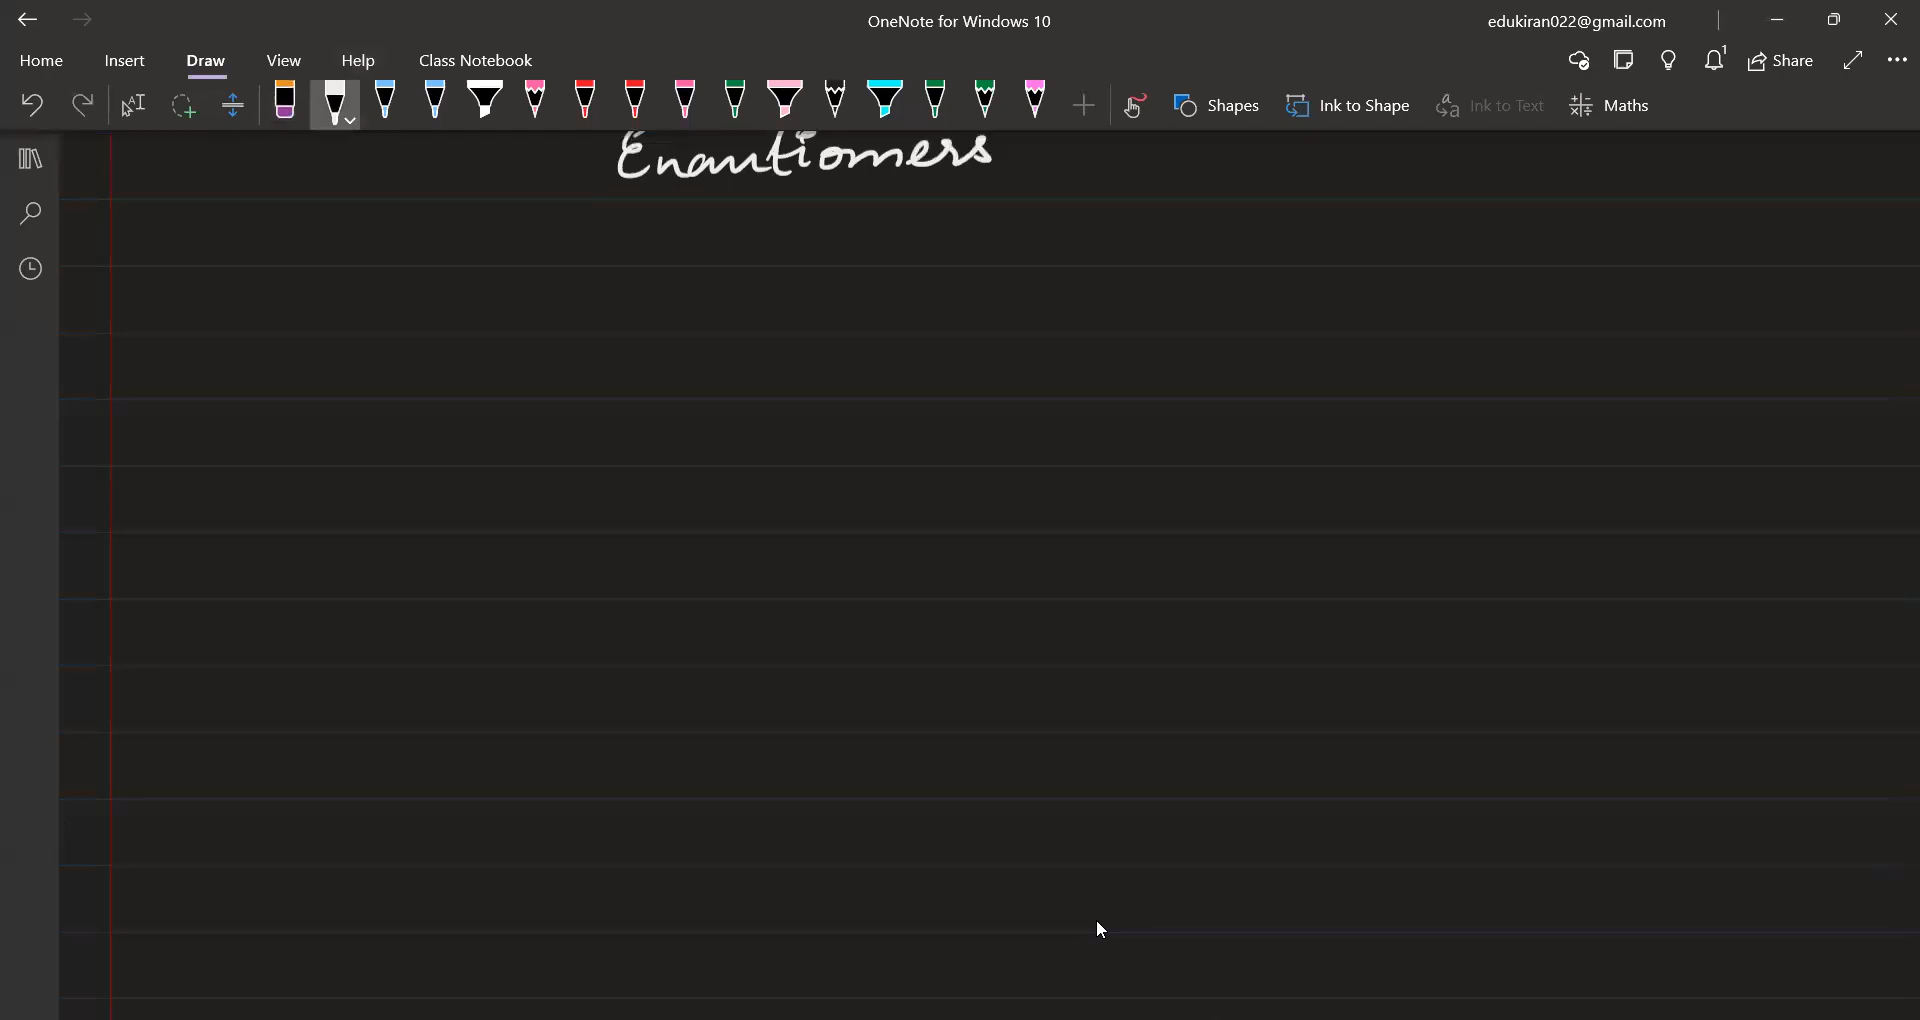 OneNote for Windows 10
edukiran022@gmail.com
Home Insert Draw View Help Class Notebook
1
Share
Shapes Ink to Shape Ink to Text Maths
Enantiomers